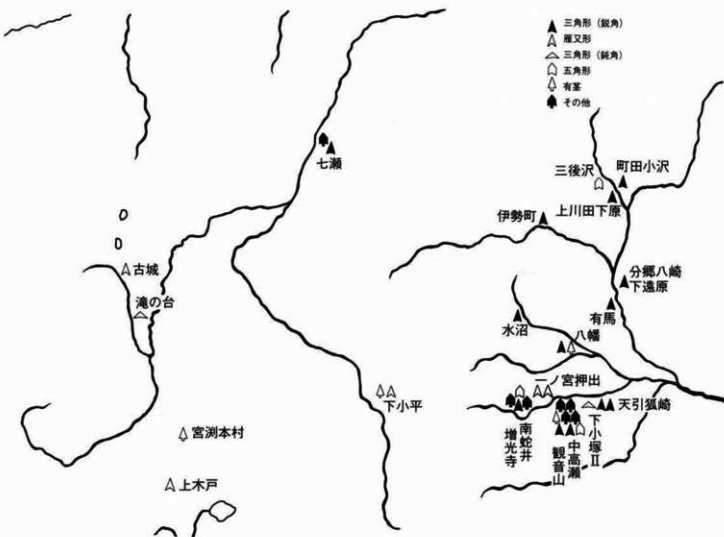 三角形（鋭角）
雁又形
三角形（鈍角）
五角形
有茎
その他
七瀬
三後沢
町田小沢
上川田下原
伊勢町
分郷八崎
下遠原
有馬
水沼
八幡
古城
滝の台
一ノ宮押出
下小平
天引狐崎
下小塚Ⅱ
中高瀬
観音山
南蛇井
増光寺
宮渕本村
上木戸